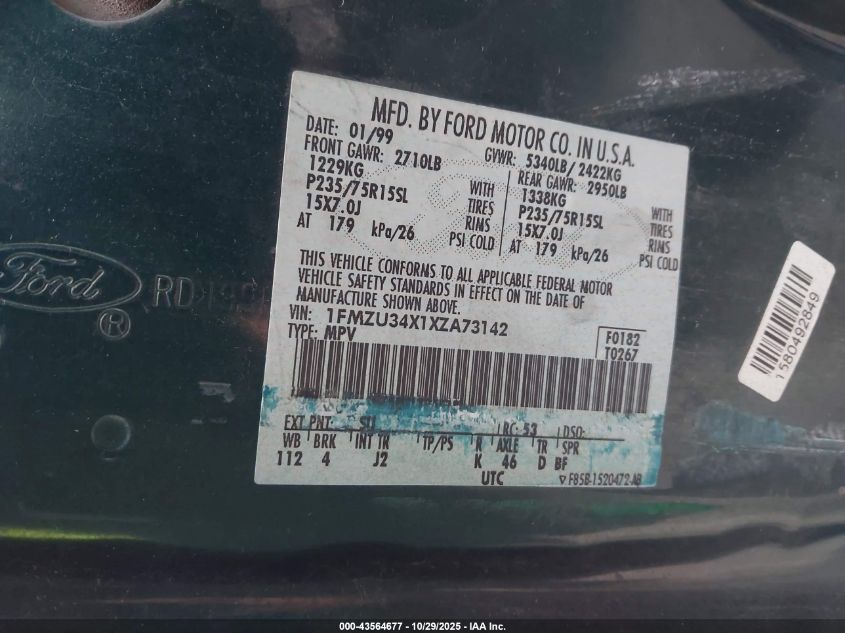 MFD. BY FORD MOTOR CO. IN U.S.A.
DATE: 01/99 GVWR: 5340LB/ 2422KG
FRONT GAWR: 2710LB REAR GAWR: 2950LB
1229KG WITH 1338KG WITH
P235/75R15SL TIRES P235/75R15SL TIRES
15X7.0J RIMS 15X7.0J RIMS
AT 179 kPa/26 PSI COLD AT 179 kPa/26 PSI COLD
THIS VEHICLE CONFORMS TO ALL APPLICABLE FEDERAL MOTOR
VEHICLE SAFETY STANDARDS IN EFFECT ON THE DATE OF
MANUFACTURE SHOWN ABOVE.
VIN: 1FMZU34X1XZA73142
TYPE: MPV
F0182
T0267
EXT PNT: RC: 53 DSO:
WB BRK INT TR TP/PS R AXLE TR SPR
112 4 J2 K 46 D BF
UTC ▽F85B-1520472-AB
Ford
®
RD
1580492849
000-43564677 - 10/29/2025 - IAA Inc.